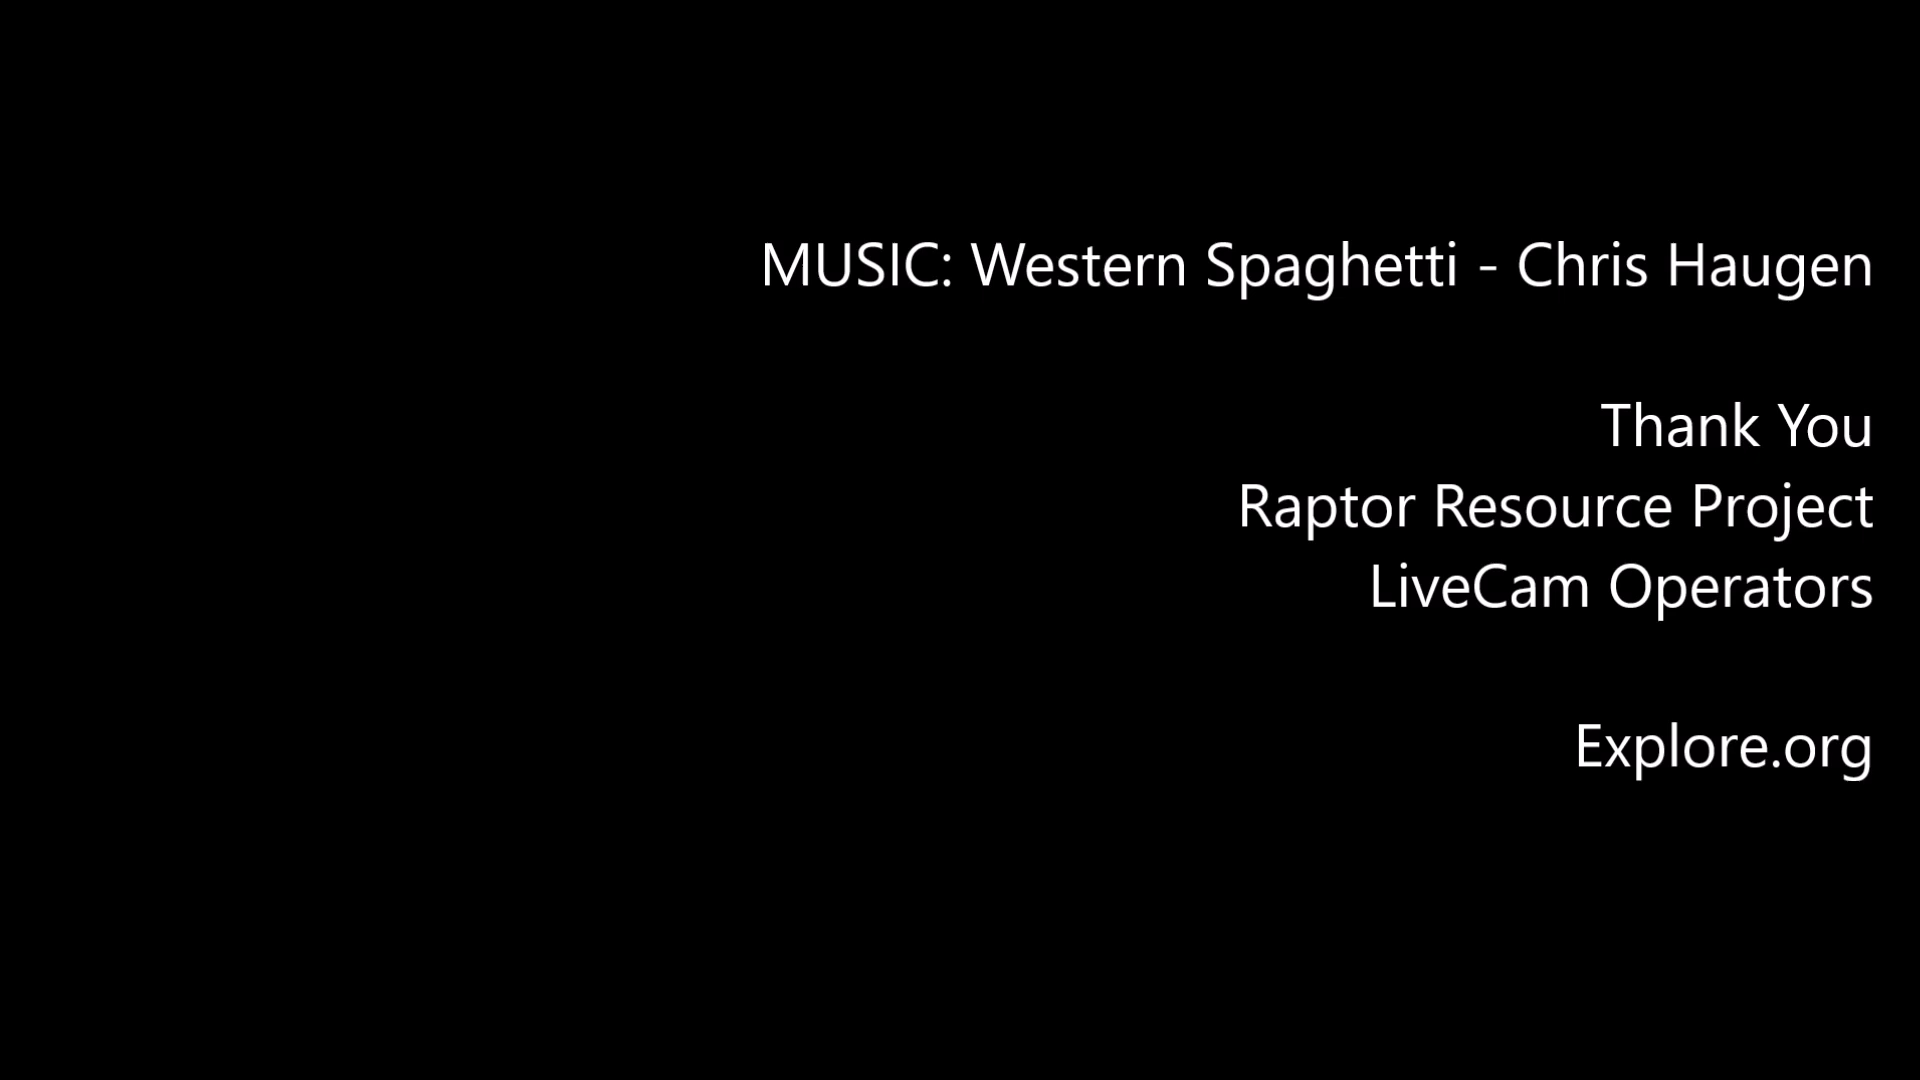 MUSIC: Western Spaghetti - Chris Haugen
Thank You
Raptor Resource Project
LiveCam Operators
Explore.org